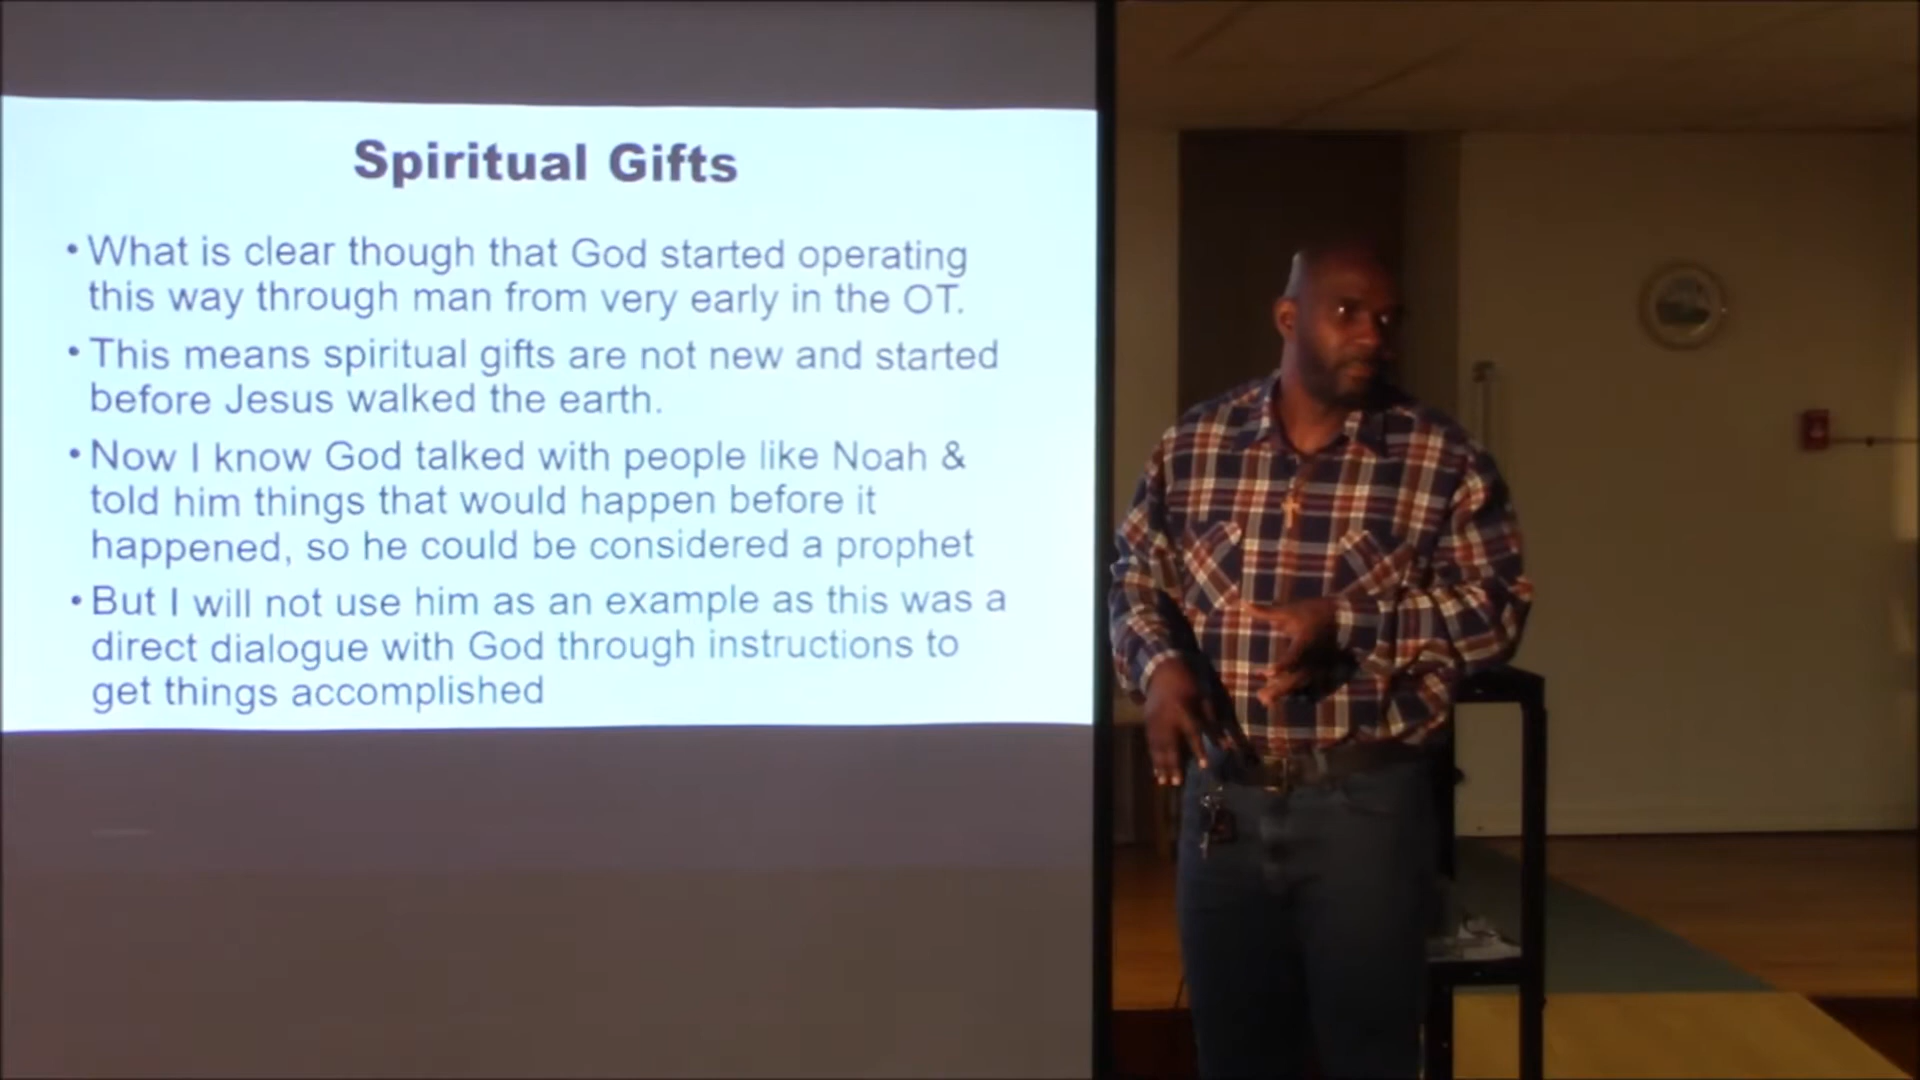 Spiritual Gifts
• What is clear though that God started operating
this way through man from very early in the OT.
• This means spiritual gifts are not new and started
before Jesus walked the earth.
• Now I know God talked with people like Noah &
told him things that would happen before it
happened, so he could be considered a prophet
• But I will not use him as an example as this was a
direct dialogue with God through instructions to
get things accomplished